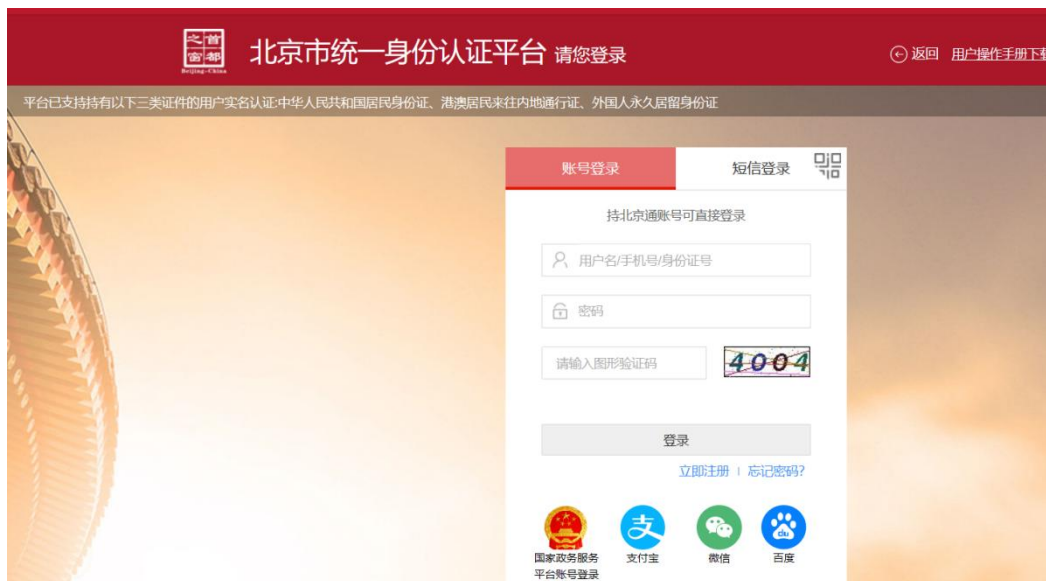 首都之窗
Beijing-China
北京市统一身份认证平台 请您登录
返回 用户操作手册下载
平台已支持持有以下三类证件的用户实名认证:中华人民共和国居民身份证、港澳居民来往内地通行证、外国人永久居留身份证
账号登录 短信登录
持北京通账号可直接登录
用户名/手机号/身份证号
密码
请输入图形验证码 4004
登录
立即注册 | 忘记密码?
国家政务服务 支付宝 微信 百度
平台账号登录